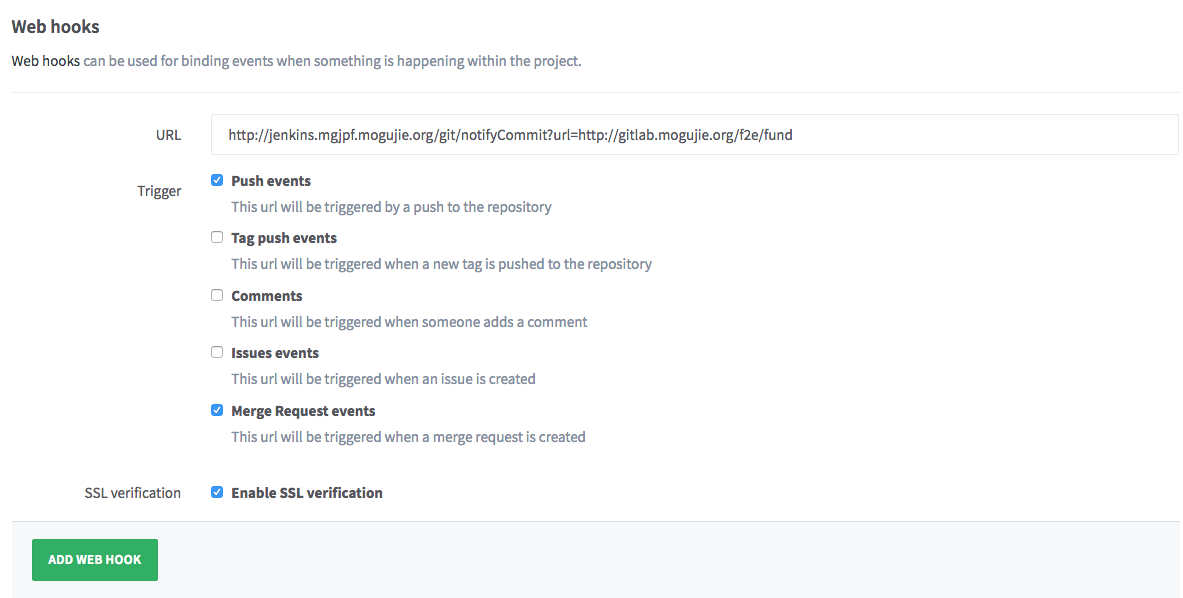 Web hooks
Web hooks can be used for binding events when something is happening within the project.
URL
http://jenkins.mgjpf.mogujie.org/git/notifyCommit?url=http://gitlab.mogujie.org/f2e/fund
Trigger
Push events
This url will be triggered by a push to the repository
Tag push events
This url will be triggered when a new tag is pushed to the repository
Comments
This url will be triggered when someone adds a comment
Issues events
This url will be triggered when an issue is created
Merge Request events
This url will be triggered when a merge request is created
SSL verification
Enable SSL verification
ADD WEB HOOK